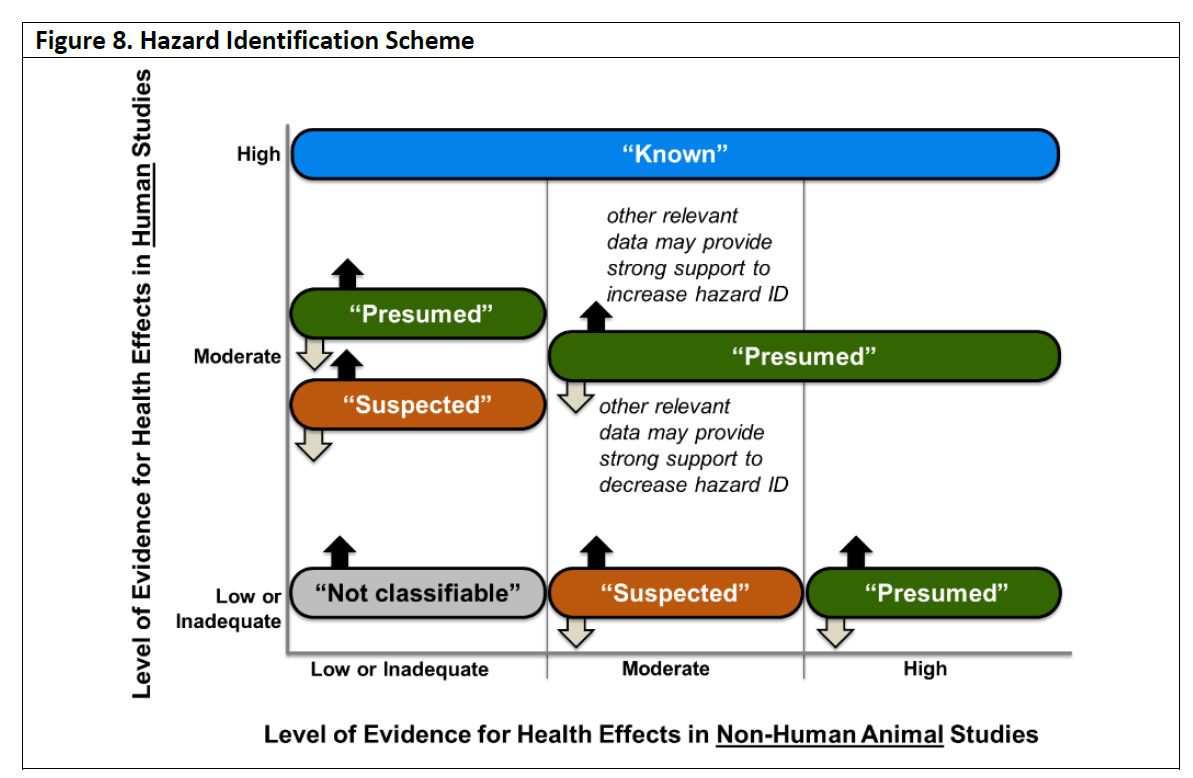 Figure 8. Hazard Identification Scheme
Level of Evidence for Health Effects in Human Studies
High
“Known”
other relevant
data may provide
strong support to
increase hazard ID
“Presumed”
Moderate
“Presumed”
“Suspected”
other relevant
data may provide
strong support to
decrease hazard ID
Low or
Inadequate
“Not classifiable”
“Suspected”
“Presumed”
Low or Inadequate
Moderate
High
Level of Evidence for Health Effects in Non-Human Animal Studies